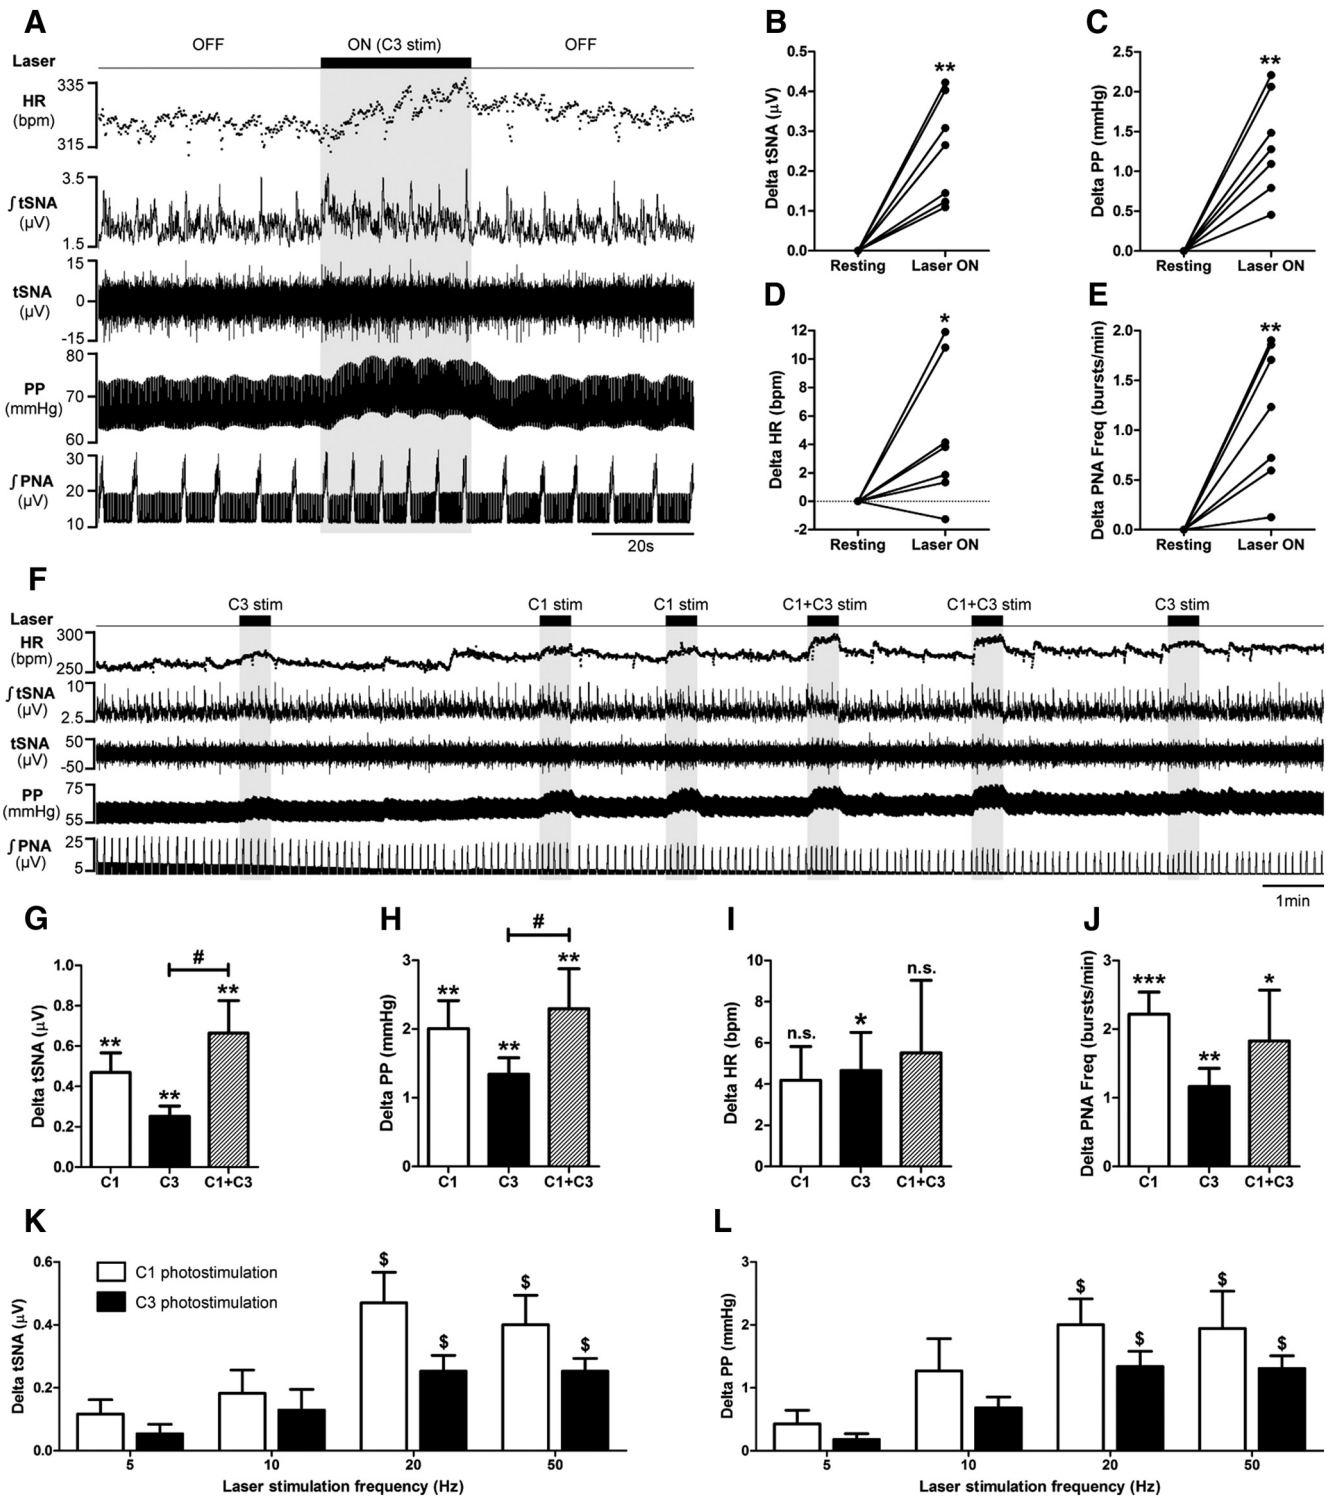 A
OFF
ON (C3 stim)
OFF
Laser
HR
(bpm)
335
315
∫ tSNA
(µV)
3.5
1.5
tSNA
(µV)
15
0
-15
PP
(mmHg)
80
70
60
∫ PNA
(µV)
30
20
10
20s
B
Delta tSNA (µV)
0.5
0.4
0.3
0.2
0.1
0.0
**
Resting
Laser ON
C
Delta PP (mmHg)
2.5
2.0
1.5
1.0
0.5
0.0
**
Resting
Laser ON
D
Delta HR (bpm)
12
10
8
6
4
2
0
-2
*
Resting
Laser ON
E
Delta PNA Freq (bursts/min)
2.0
1.5
1.0
0.5
0.0
**
Resting
Laser ON
F
C3 stim
C1 stim
C1 stim
C1+C3 stim
C1+C3 stim
C3 stim
Laser
HR
(bpm)
300
250
∫ tSNA
(µV)
10
2.5
tSNA
(µV)
50
-50
PP
(mmHg)
75
55
∫ PNA
(µV)
25
5
1min
G
Delta tSNA (µV)
1.0
0.8
0.6
0.4
0.2
0.0
#
**
**
**
C1
C3
C1+C3
H
Delta PP (mmHg)
3
2
1
0
#
**
**
**
C1
C3
C1+C3
I
Delta HR (bpm)
10
8
6
4
2
0
n.s.
*
n.s.
C1
C3
C1+C3
J
Delta PNA Freq (bursts/min)
3
2
1
0
***
**
*
C1
C3
C1+C3
K
Delta tSNA (µV)
0.6
0.4
0.2
0.0
C1 photostimulation
C3 photostimulation
$
$
$
$
5
10
20
50
Laser stimulation frequency (Hz)
L
Delta PP (mmHg)
3
2
1
0
$
$
$
$
5
10
20
50
Laser stimulation frequency (Hz)